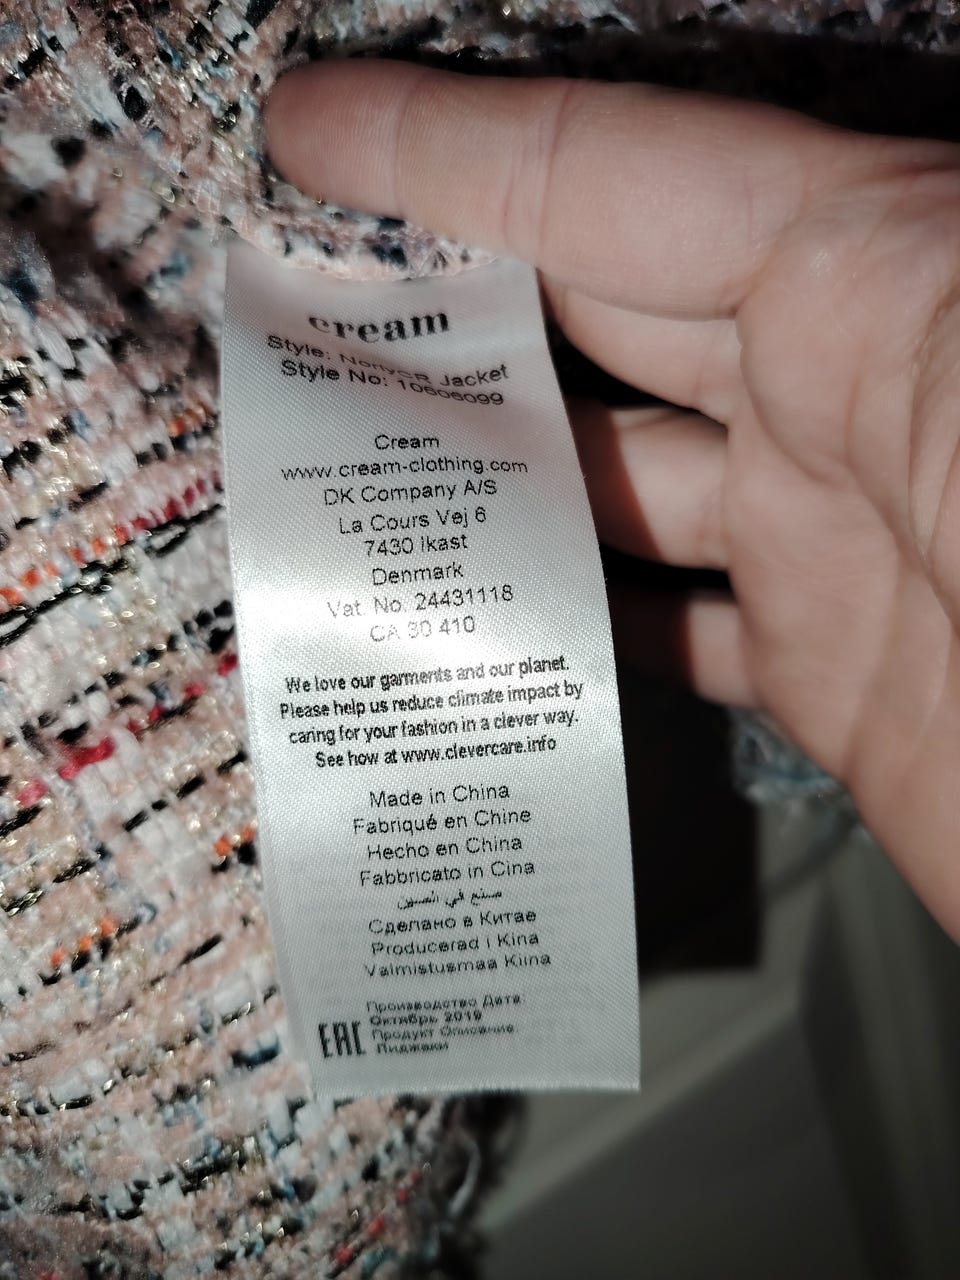 cream
Style: Jacket
Style No: 10606099
Cream
www.cream-clothing.com
DK Company A/S
La Cours Vej 6
7430 Ikast
Denmark
Vat. No. 24431118
CA 30 410
We love our garments and our planet.
Please help us reduce climate impact by
caring for your fashion in a clever way.
See how at www.clevercare.info
Made in China
Fabriqué en Chine
Hecho en China
Fabbricato in Cina
صنع في الصين
Сделано в Китае
Producerad i Kina
Valmistusmaa Kiina
Производство Дата:
Октябрь 2019
EAC
Продукт Описание:
Пиджаки